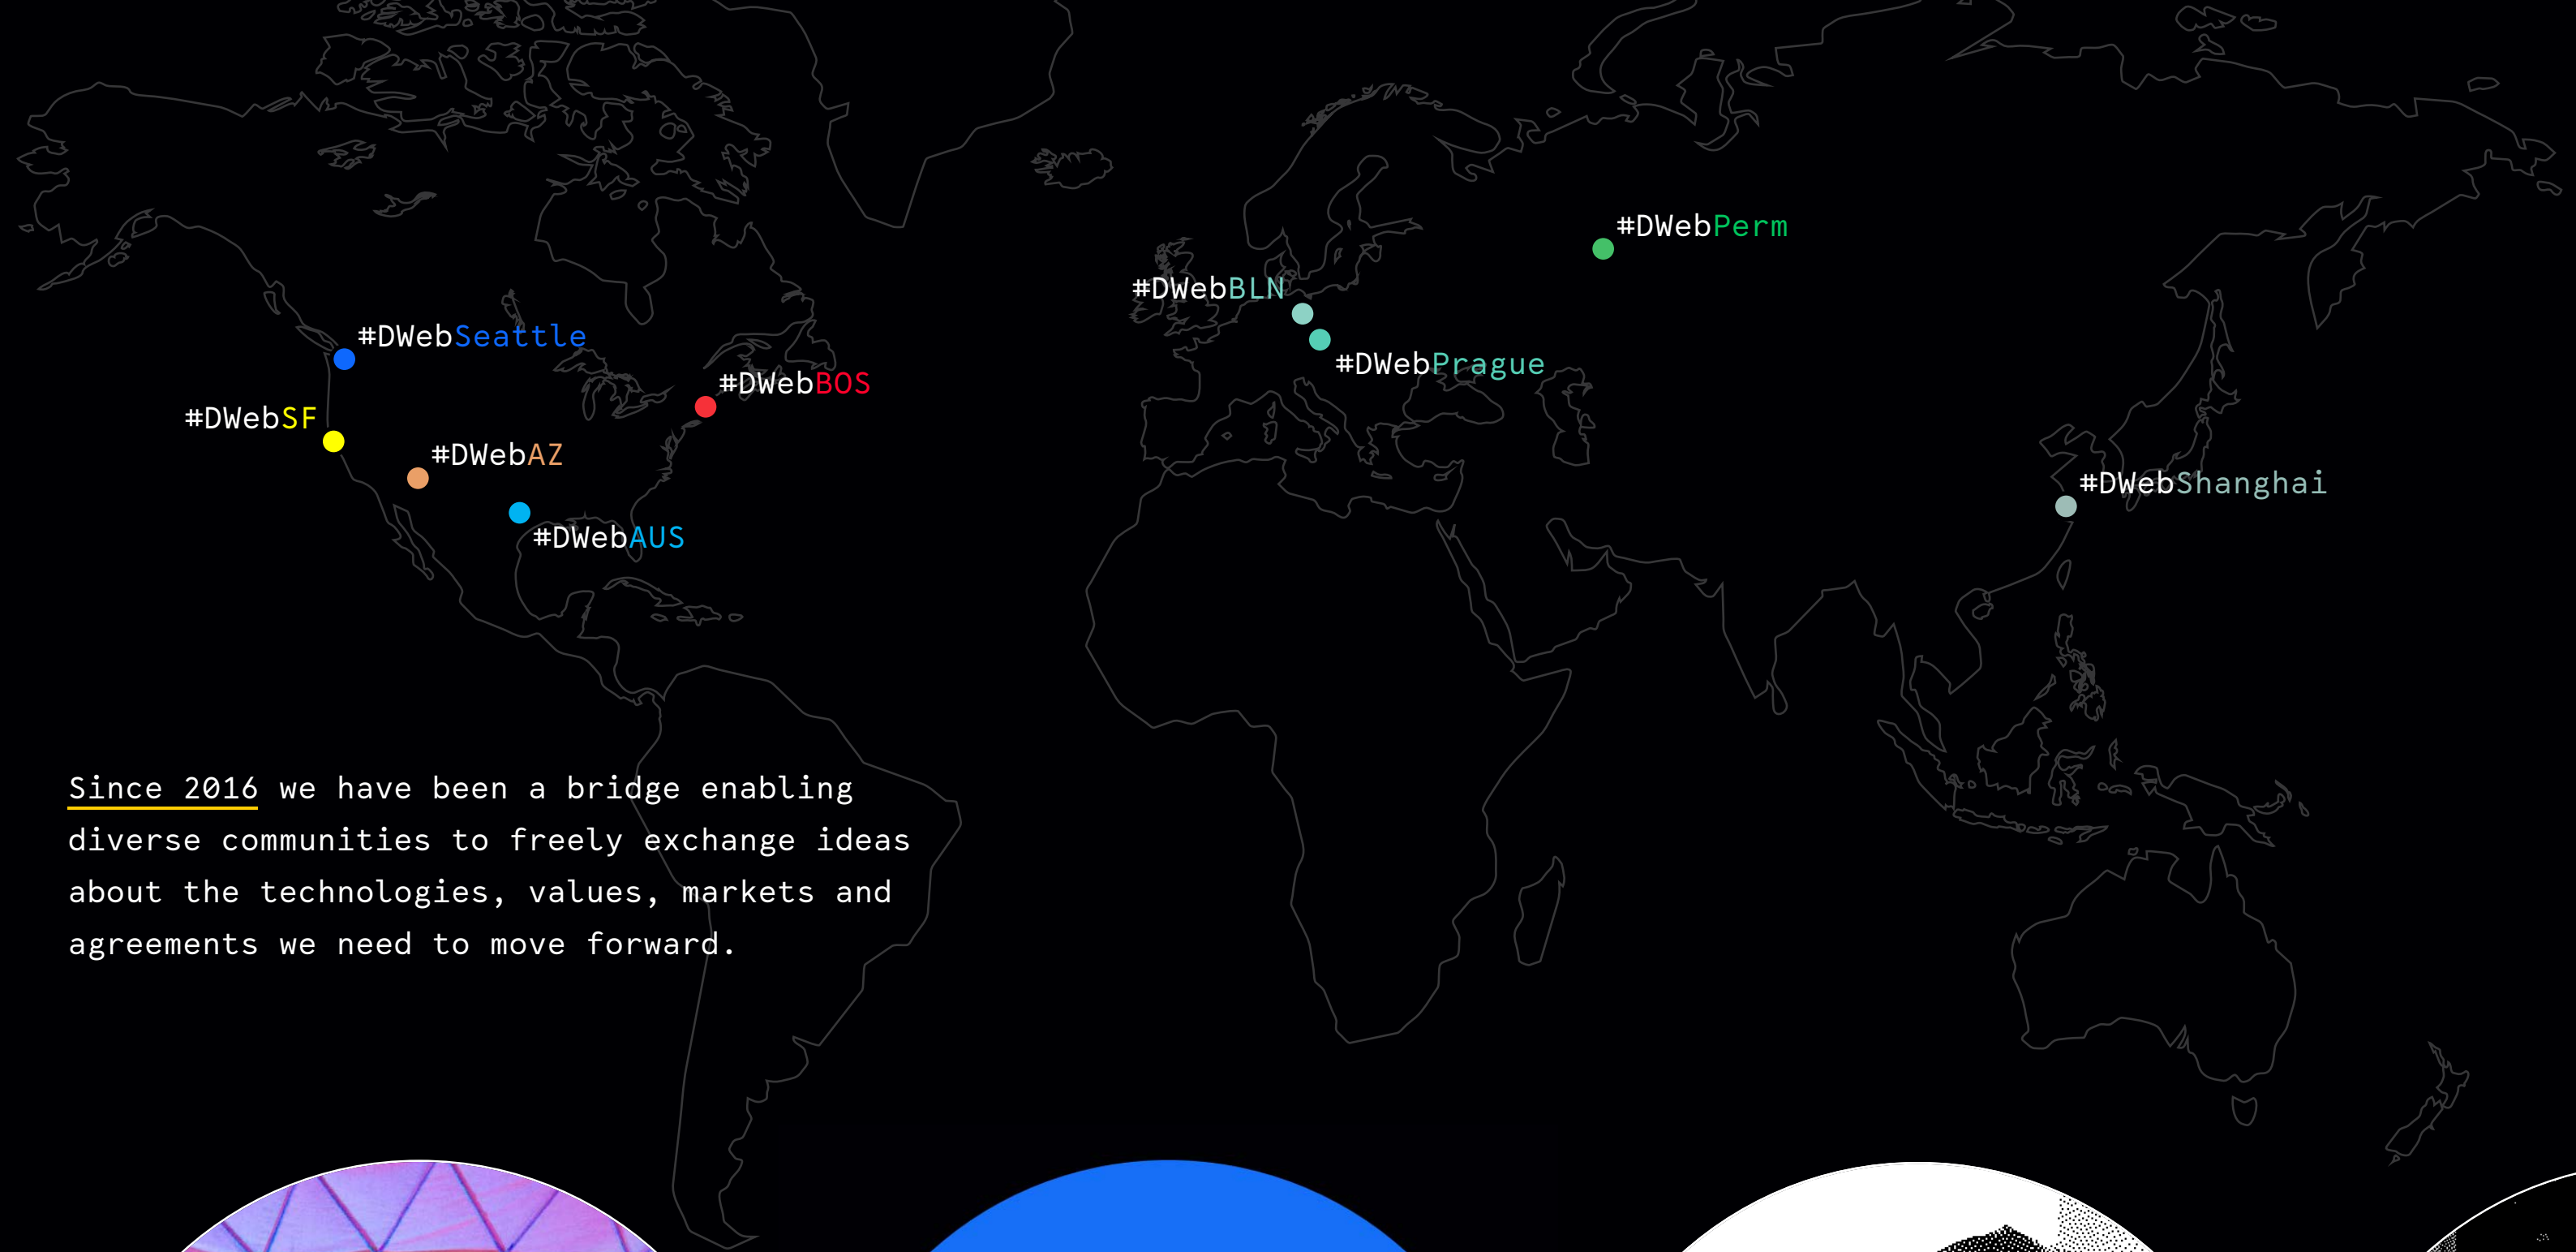 #DWebPerm
#DWebBLN
#DWebSeattle
#DWebPrague
#DWebBOS
#DWebSF
#DWebAZ
#DWebShanghai
#DWebAUS
Since 2016 we have been a bridge enabling
diverse communities to freely exchange ideas
about the technologies, values, markets and
agreements we need to move forward.